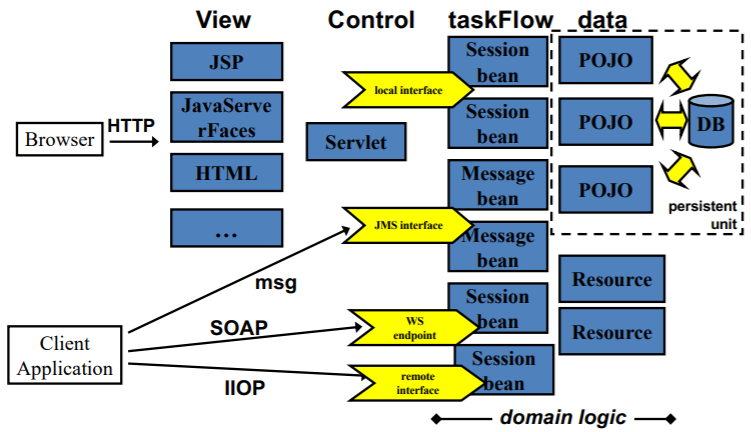 View
Control
taskFlow
data
JSP
JavaServe
rFaces
HTML
…
Browser
HTTP
Servlet
local interface
Session
bean
Session
bean
Message
bean
Message
bean
Session
bean
Session
bean
POJO
POJO
POJO
DB
persistent
unit
JMS interface
msg
Resource
Resource
Client
Application
SOAP
WS
endpoint
IIOP
remote
interface
domain logic